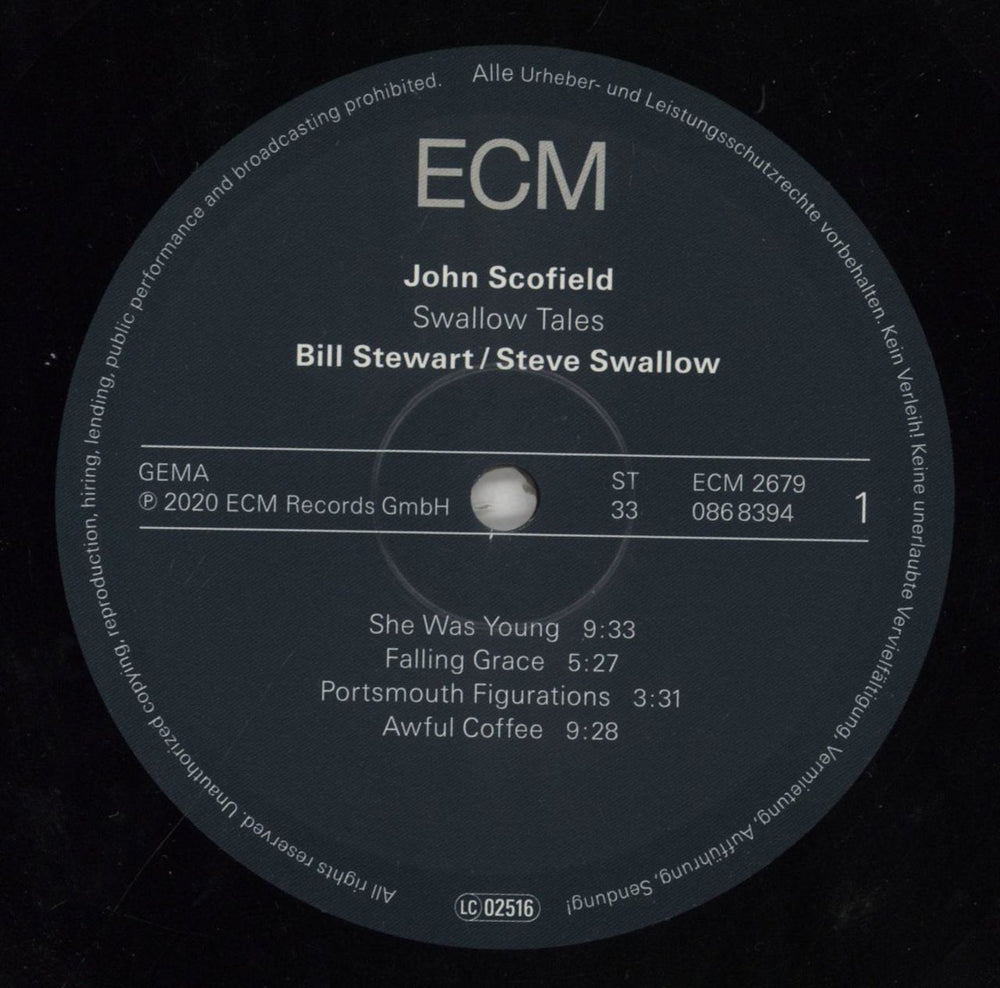 ECM
John Scofield
Swallow Tales
Bill Stewart / Steve Swallow
GEMA
℗ 2020 ECM Records GmbH
ST
33
ECM 2679
086 8394
1
She Was Young 9:33
Falling Grace 5:27
Portsmouth Figurations 3:31
Awful Coffee 9:28
Alle Urheber- und Leistungsschutzrechte vorbehalten. Kein Verleih! Keine unerlaubte Vervielfältigung, Vermietung, Aufführung, Sendung!
LC 02516
All rights reserved. Unauthorized copying, reproduction, hiring, lending, public performance and broadcasting prohibited.